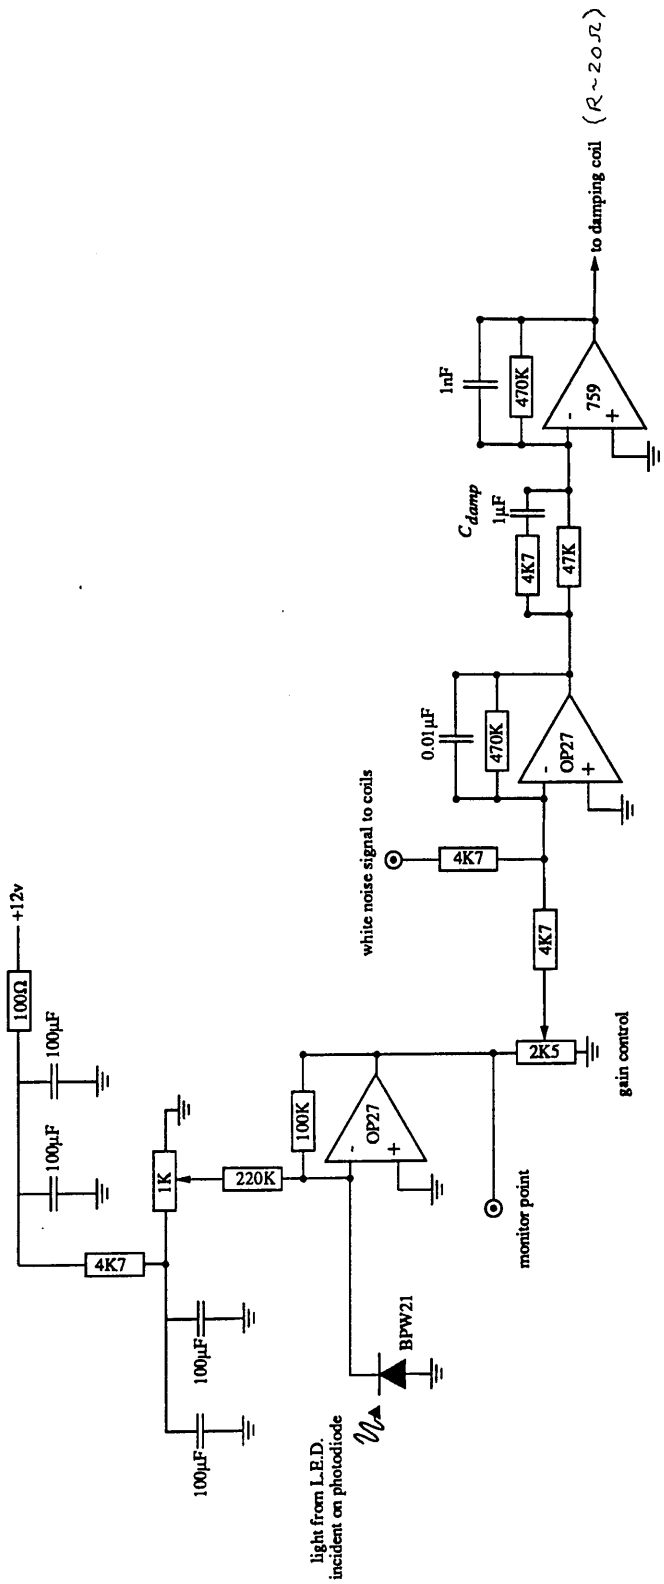 +12v
100Ω
100μF
100μF
4K7
1K
100μF
100μF
220K
100K
-
+
OP27
BPW21
light from L.E.D.
incident on photodiode
monitor point
2K5
gain control
white noise signal to coils
4K7
4K7
0.01μF
470K
-
+
OP27
C damp
1μF
4K7
47K
1nF
470K
-
+
759
to damping coil (R~20Ω)